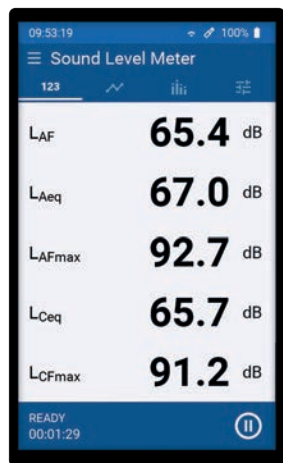 09:53:19 100%
Sound Level Meter
123
LAF 65.4 dB
LAeq 67.0 dB
LAFmax 92.7 dB
LCeq 65.7 dB
LCFmax 91.2 dB
READY
00:01:29